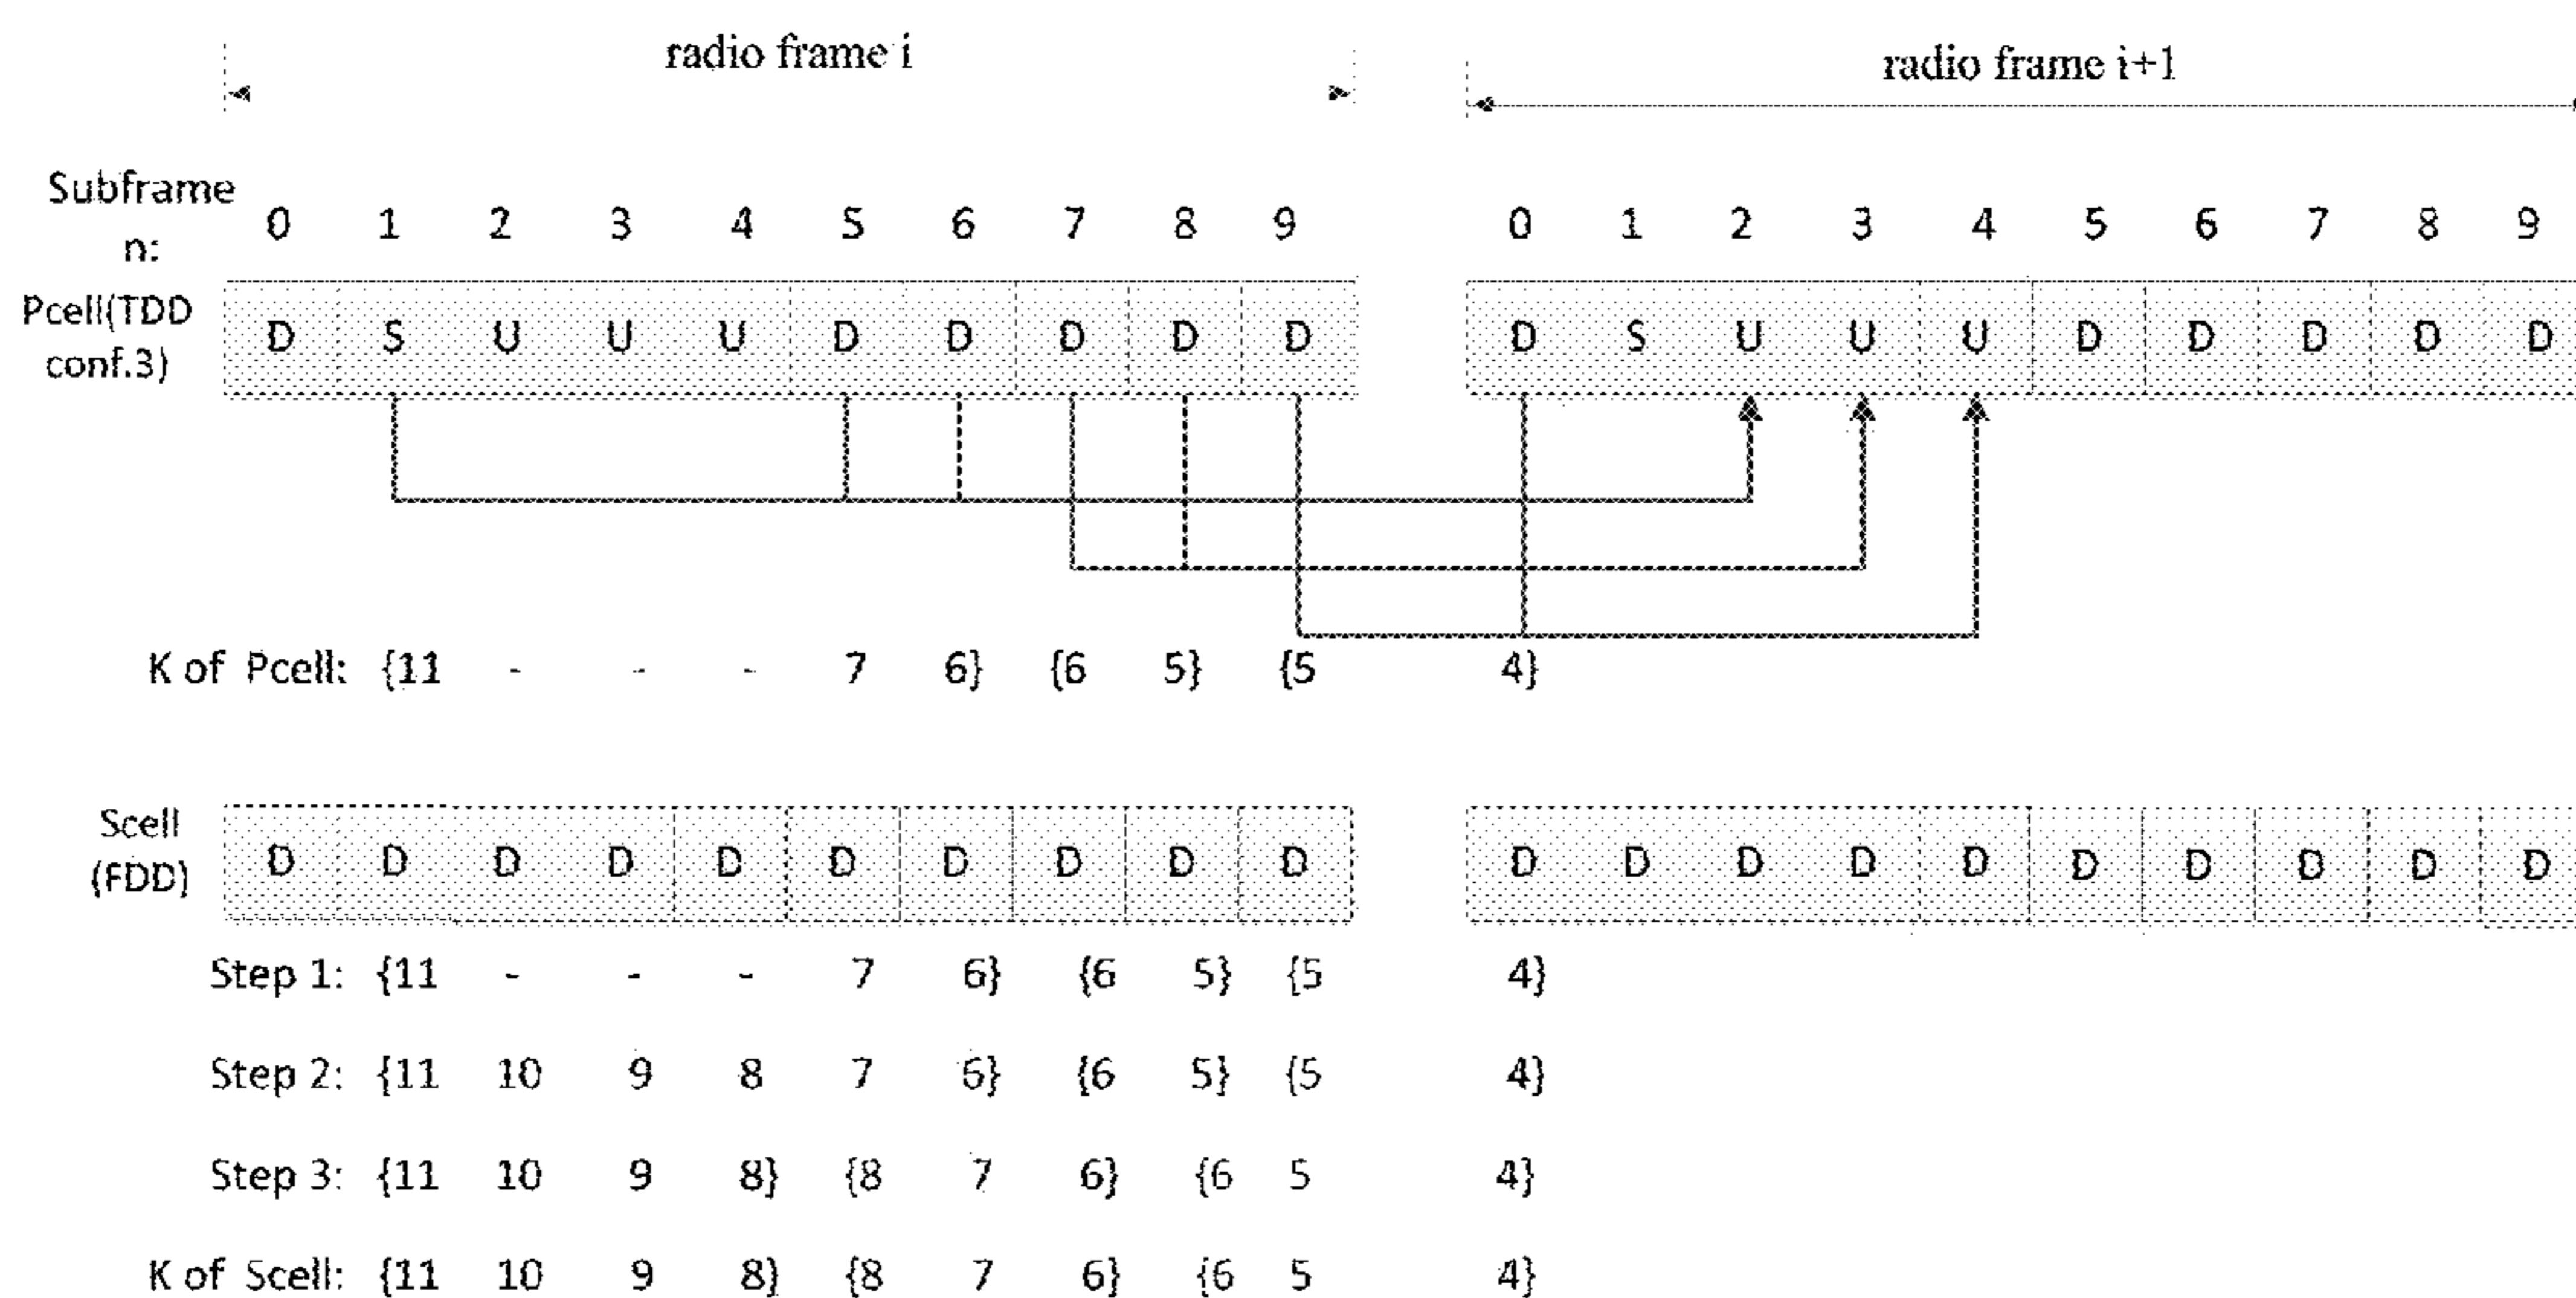 radio frame i radio frame i+1
Subframe n: 0 1 2 3 4 5 6 7 8 9 0 1 2 3 4 5 6 7 8 9
Pcell(TDD conf.3) D S U U U D D D D D D S U U U D D D D D
K of Pcell: {11 - - - 7 6} {6 5} {5 4}
Scell (FDD) D D D D D D D D D D D D D D D D D D D D
Step 1: {11 - - - 7 6} {6 5} {5 4}
Step 2: {11 10 9 8 7 6} {6 5} {5 4}
Step 3: {11 10 9 8} {8 7 6} {6 5 4}
K of Scell: {11 10 9 8} {8 7 6} {6 5 4}